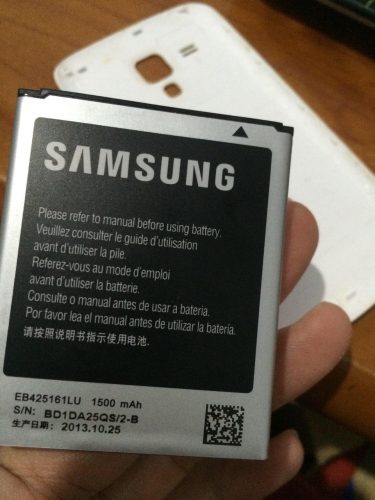 SAMSUNG
Please refer to manual before using battery.
Veuillez consulter le guide d'utilisation
avant d'utiliser la pile.
Referez-vous au mode d'emploi
avant d'utiliser la batterie.
Consulte o manual antes de usar a bateria.
Por favor lea el manual antes de utilizar la batería.
请按照说明书指示使用电池.
EB425161LU 1500 mAh
S/N: BD1DA25QS/2-B
生产日期: 2013.10.25